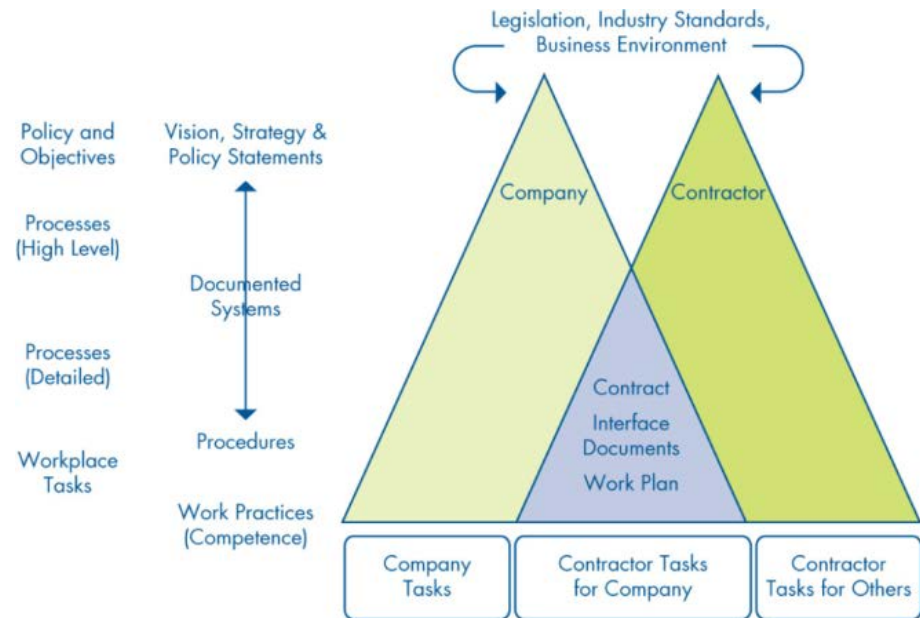 Legislation, Industry Standards,
Business Environment
Policy and
Objectives
Vision, Strategy &
Policy Statements
Company
Contractor
Processes
(High Level)
Documented
Systems
Processes
(Detailed)
Contract
Interface
Documents
Work Plan
Procedures
Workplace
Tasks
Work Practices
(Competence)
Company
Tasks
Contractor Tasks
for Company
Contractor
Tasks for Others